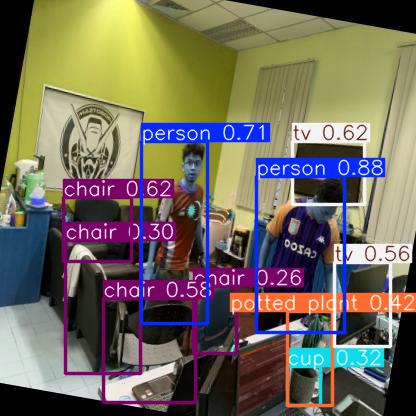 person 0.71
tv 0.62
person 0.88
chair 0.62
chair 0.30
tv 0.56
chair 0.26
chair 0.58
potted plant 0.42
cup 0.32
CAZOO